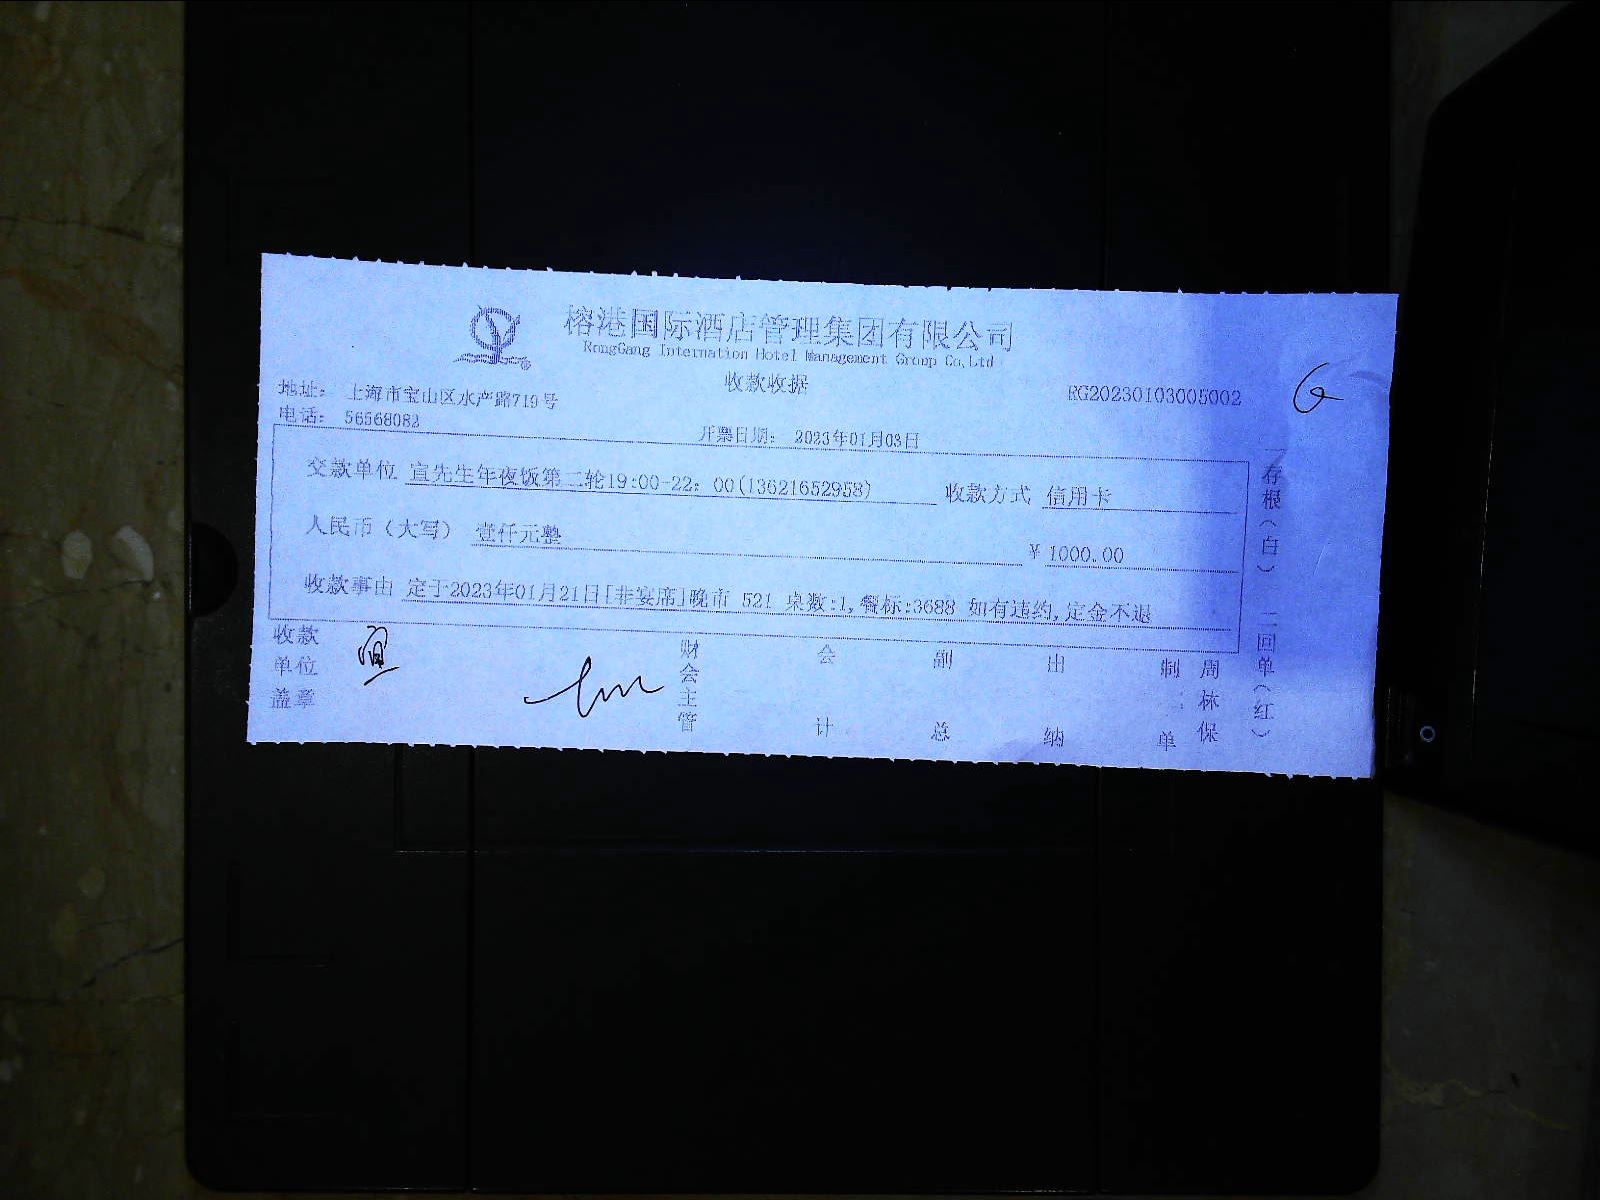 榕港国际酒店管理集团有限公司
RongGang Internation Hotel Management Group Co,Ltd
收款收据
地址: 上海市宝山区水产路719号
RG20230103005002
电话: 56568082
开票日期: 2023年01月03日
交款单位 宣先生年夜饭第二轮19:00-22: 00(13621652958) 收款方式 信用卡
人民币(大写) 壹仟元整 ¥ 1000.00
收款事由 定于2023年01月21日[非宴席]晚市 521 桌数:1,餐标:3688 如有违约,定金不退
收款单位盖章 宣
财会主管
会计
副总
出纳
制单
周林保
一存根(白) 二回单(红)